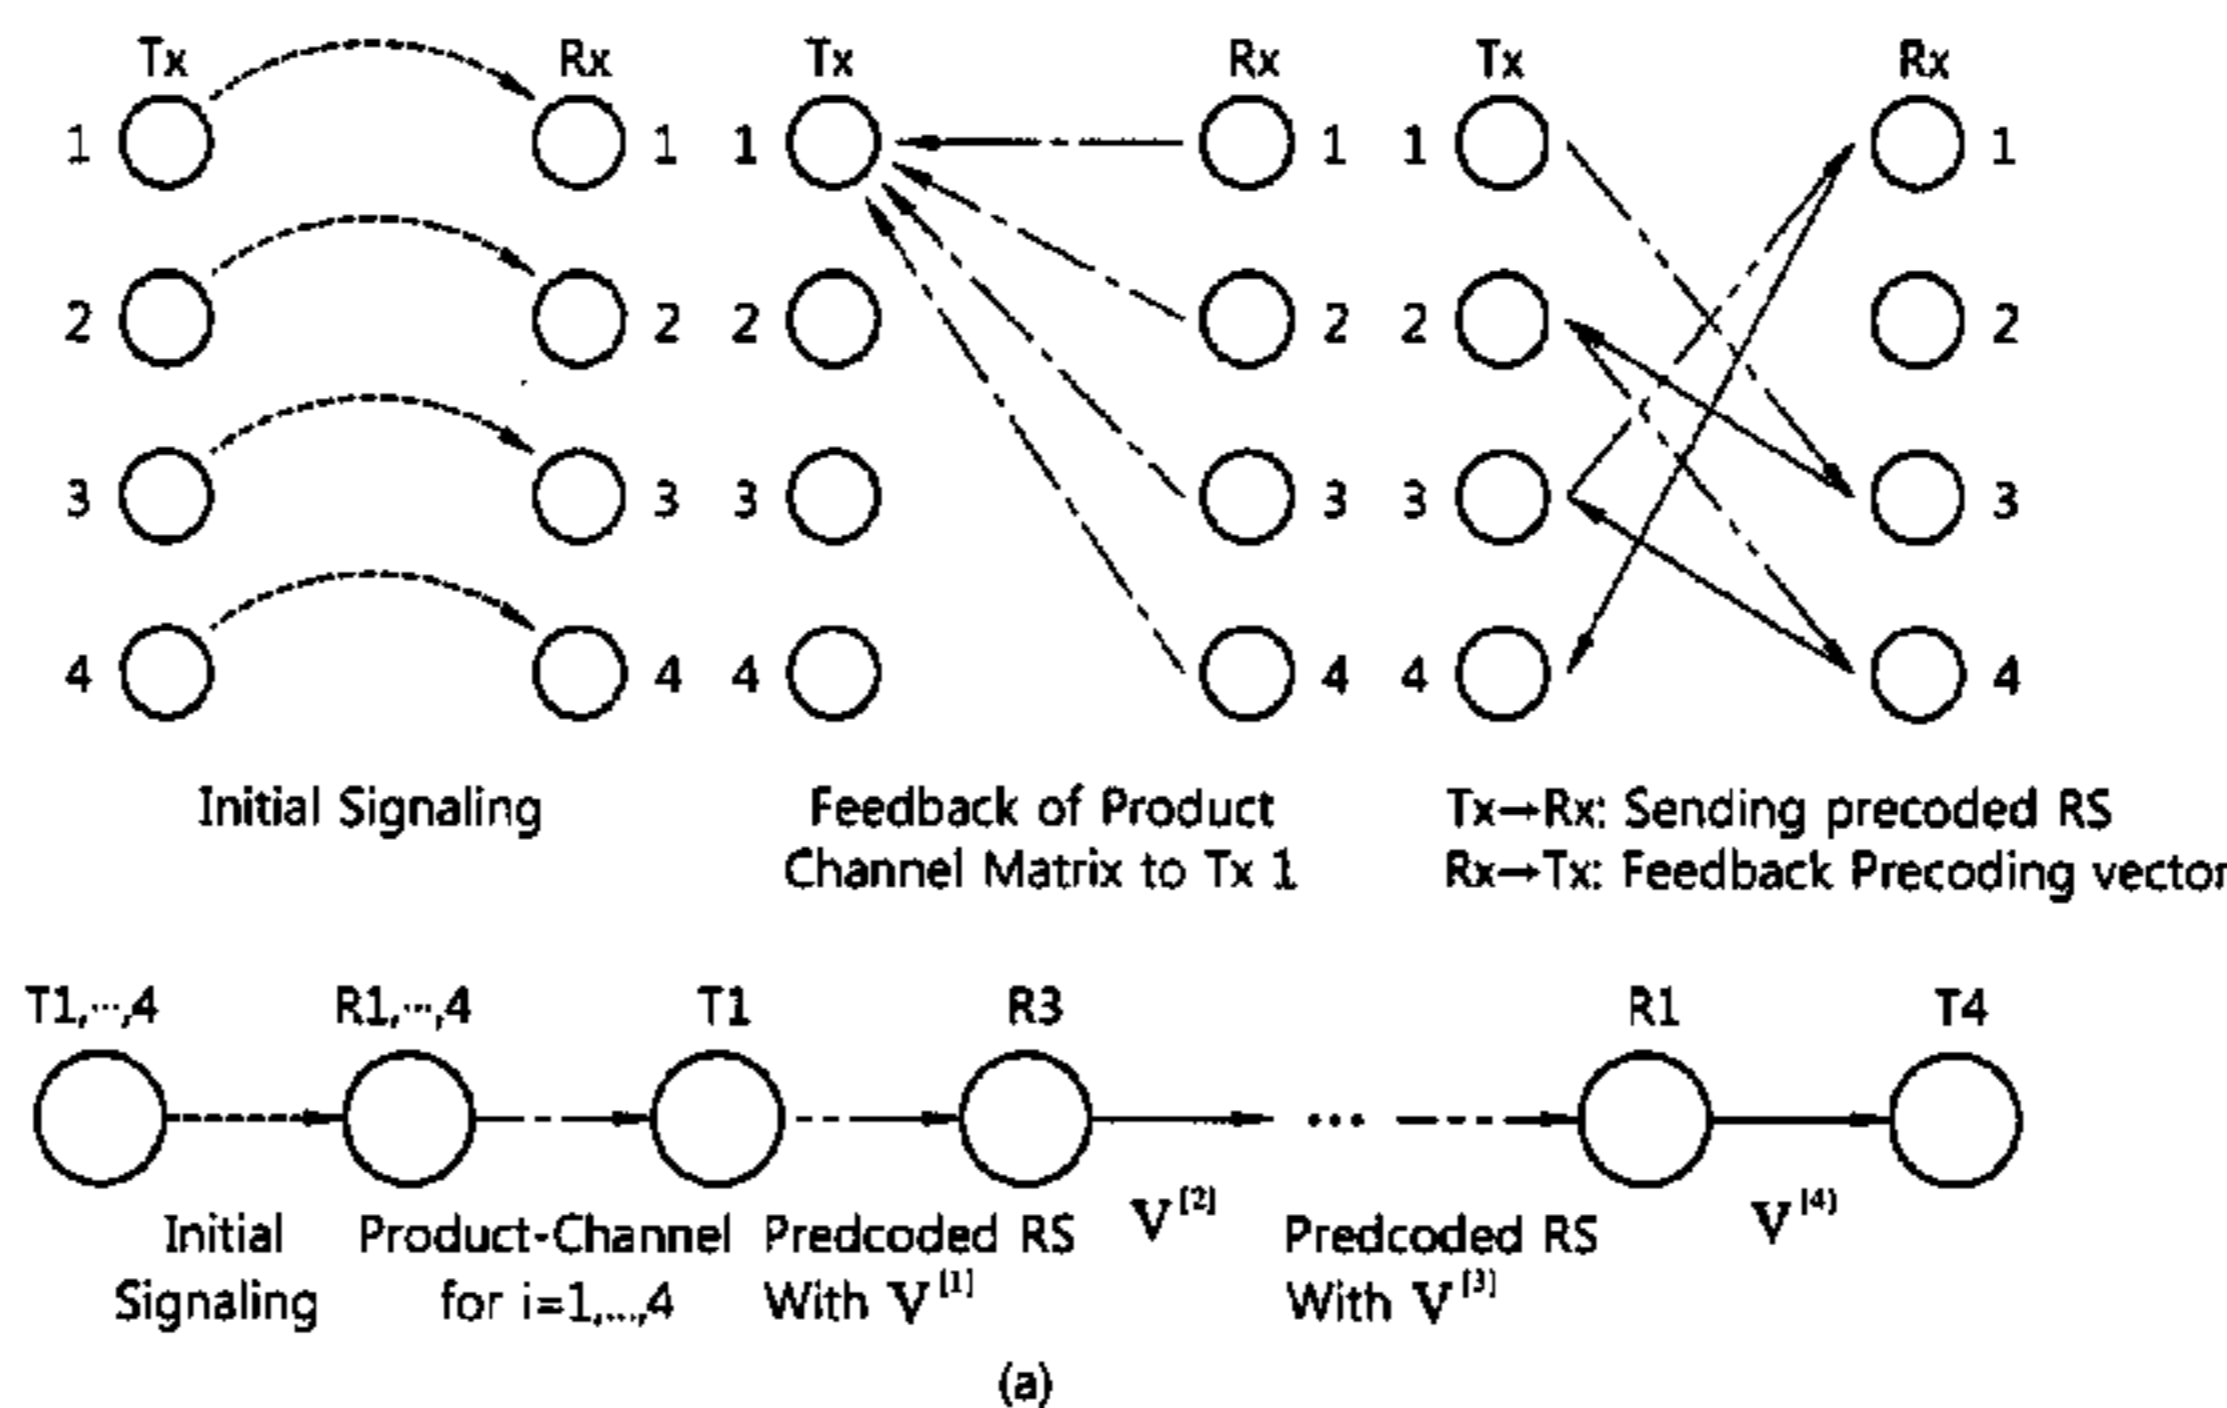 Tx Rx Tx Rx Tx Rx
1 1 1 1 1 1
2 2 2 2 2 2
3 3 3 3 3 3
4 4 4 4 4 4
Initial Signaling
Feedback of Product
Channel Matrix to Tx 1
Tx→Rx: Sending precoded RS
Rx→Tx: Feedback Precoding vector
T1,···,4 R1,···,4 T1 R3 R1 T4
···
Initial
Signaling
Product-Channel
for i=1,...,4
Predcoded RS
With V[1]
V[2]
Predcoded RS
With V[3]
V[4]
(a)